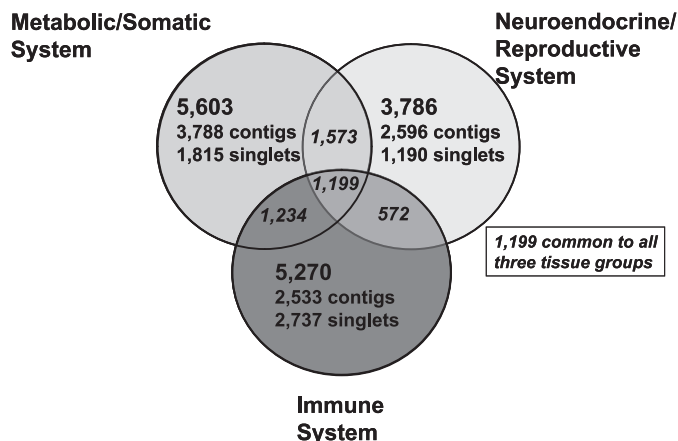 Metabolic/Somatic
System
Neuroendocrine/
Reproductive
System
5,603
3,788 contigs
1,815 singlets
1,573
3,786
2,596 contigs
1,190 singlets
1,199
1,234
572
1,199 common to all
three tissue groups
5,270
2,533 contigs
2,737 singlets
Immune
System